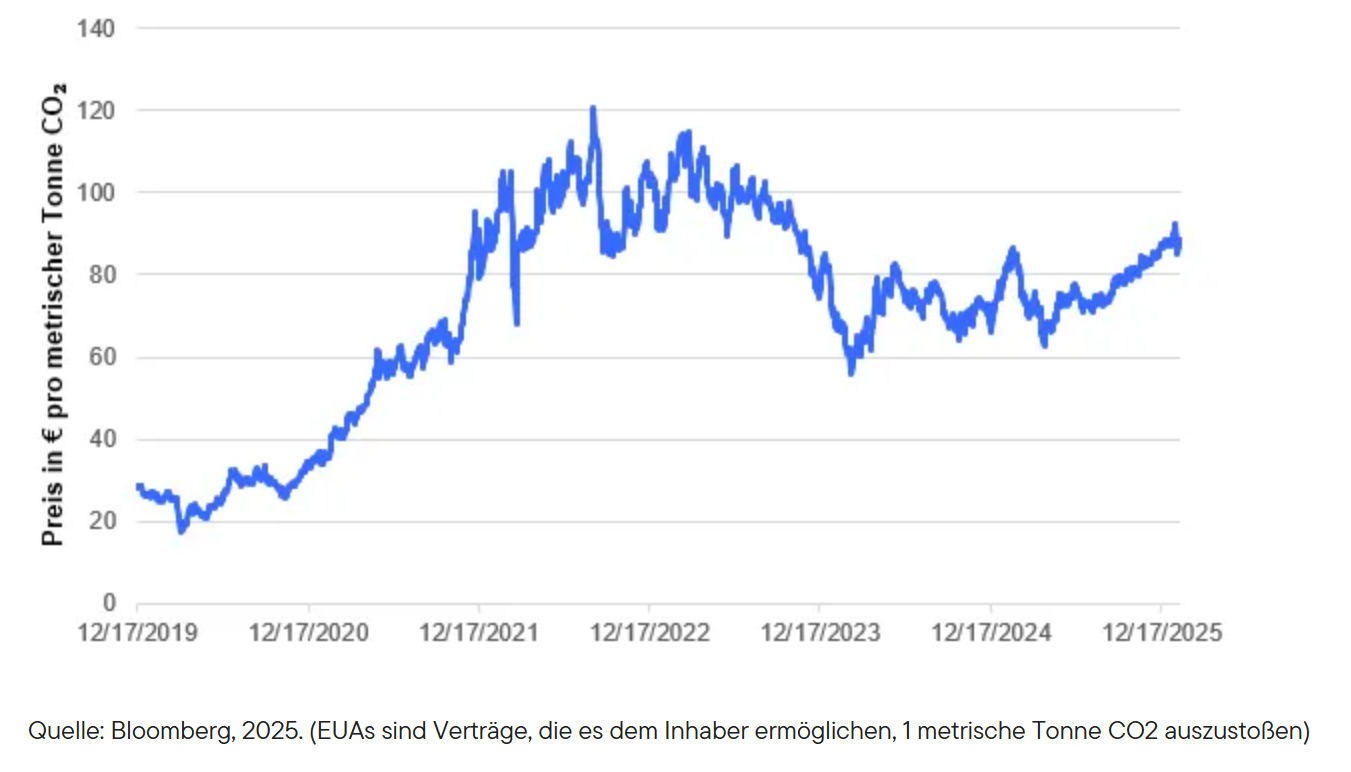 Preis in € pro metrischer Tonne CO₂
140
120
100
80
60
40
20
0
12/17/2019 12/17/2020 12/17/2021 12/17/2022 12/17/2023 12/17/2024 12/17/2025
Quelle: Bloomberg, 2025. (EUAs sind Verträge, die es dem Inhaber ermöglichen, 1 metrische Tonne CO2 auszustoßen)